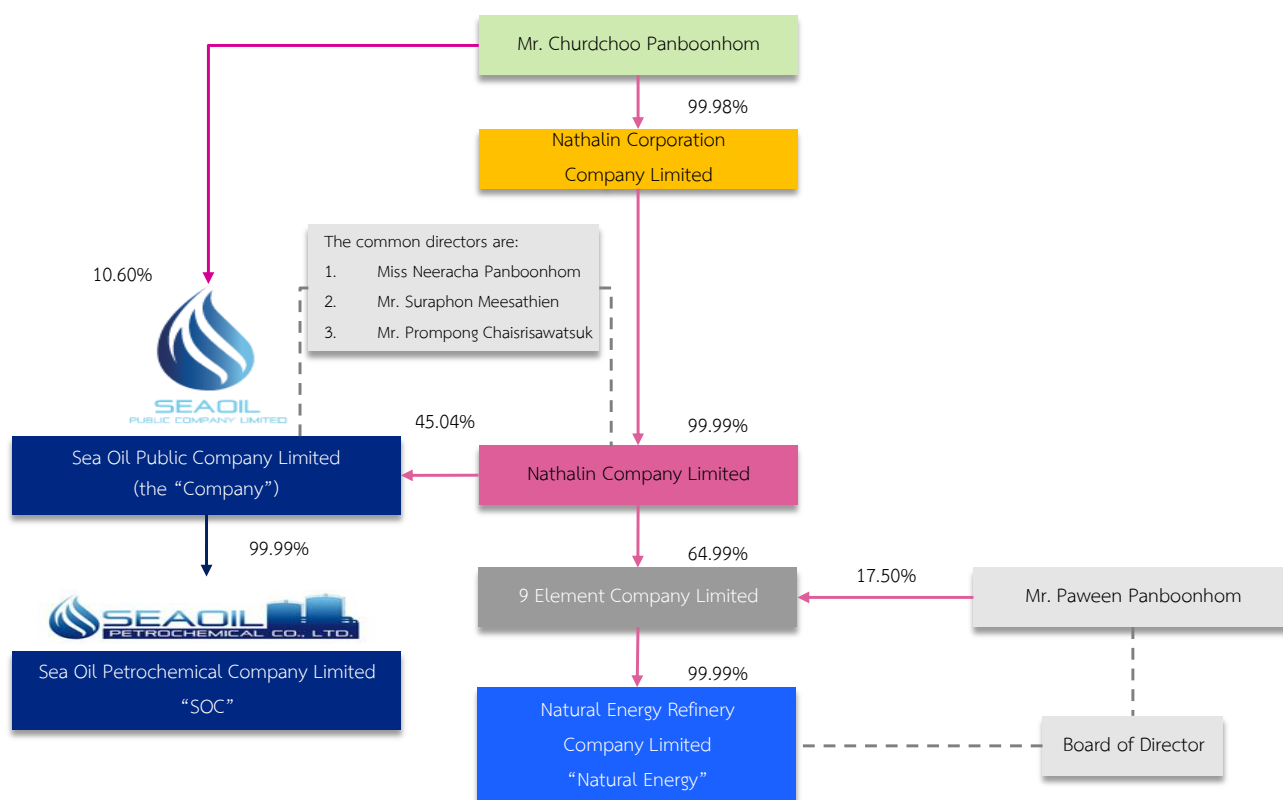 Mr. Churdchoo Panboonhom
99.98%
Nathalin Corporation
Company Limited
The common directors are:
1. Miss Neeracha Panboonhom
2. Mr. Suraphon Meesathien
3. Mr. Prompong Chaisrisawatsuk
10.60%
SEAOIL
PUBLIC COMPANY LIMITED
45.04%
99.99%
Sea Oil Public Company Limited
(the “Company”)
Nathalin Company Limited
99.99%
64.99%
17.50%
9 Element Company Limited
Mr. Paween Panboonhom
SEAOIL
PETROCHEMICAL CO., LTD.
99.99%
Sea Oil Petrochemical Company Limited
“SOC”
Natural Energy Refinery
Company Limited
“Natural Energy”
Board of Director